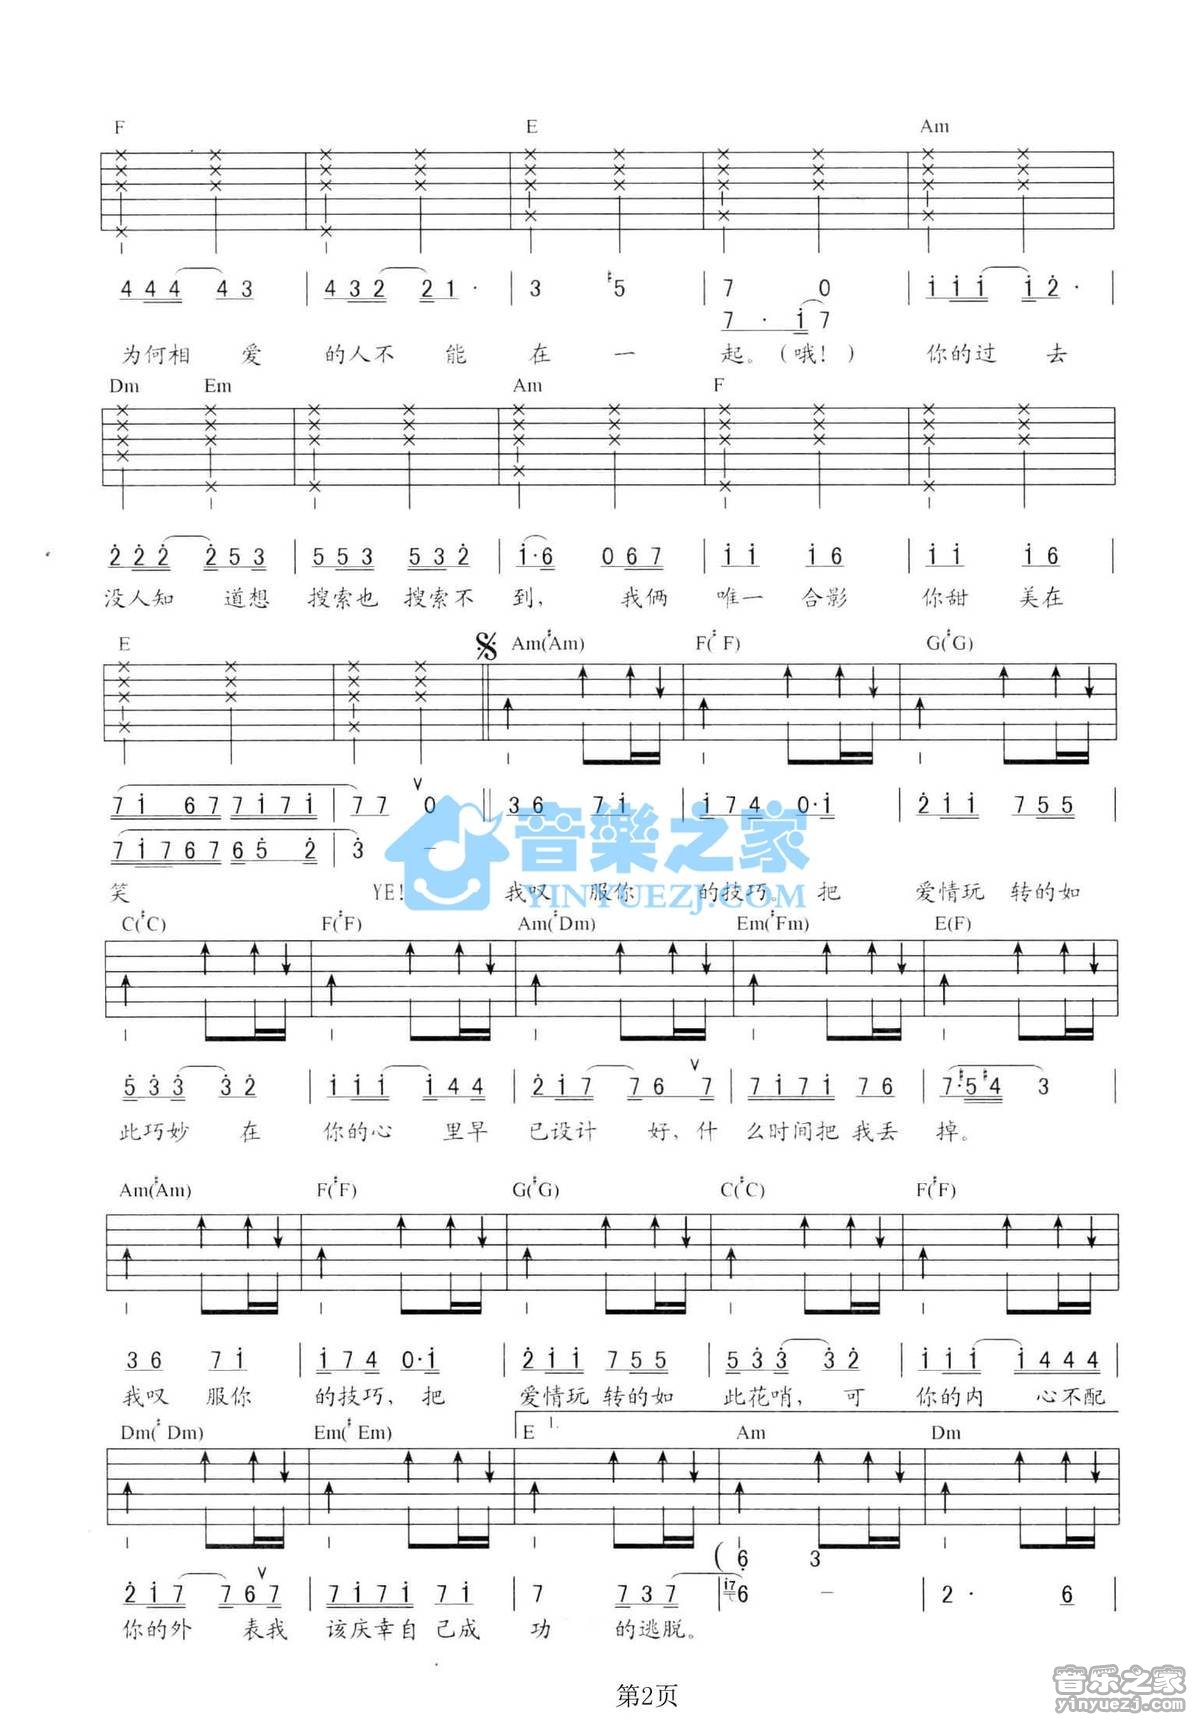 F E Am
4 4 4 4 3 | 4 3 2 2 1 · | 3 #5 | 7 0 | i i i i 2 ·
7 · i 7
为何相 爱 的人不 能 在 一 起。(哦!) 你的过 去
Dm Em Am F
2 2 2 2 5 3 | 5 5 3 5 3 2 | i · 6 0 6 7 | i i i 6 | i i i 6
没人知 道想 搜索也 搜索不 到, 我俩 唯一 合影 你甜 美在
E Am(#Am) F(#F) G(#G)
7 i 6 7 7 i 7 i | 7 7 0 || 3 6 7 i | i 7 4 0 · i | 2 i i 7 5 5
7 i 7 6 7 6 5 2 | 3 –
笑 YE! 我叹 服你 的技巧, 把 爱情玩 转的如
音樂之家
YINYUEZJ.COM
C(#C) F(#F) Am(#Dm) Em(#Fm) E(F)
5 3 3 3 2 | i i i i 4 4 | 2 i 7 7 6 7 | 7 i 7 i 7 6 | 7 · #5 #4 3
此巧妙 在 你的心 里早 已设计 好, 什 么时间把 我丢 掉。
Am(#Am) F(#F) G(#G) C(#C) F(#F)
3 6 7 i | i 7 4 0 · i | 2 i i 7 5 5 | 5 3 3 3 2 | i i i i 4 4 4
我叹 服你 的技巧, 把 爱情玩 转的如 此花哨, 可 你的内 心不配
Dm(#Dm) Em(#Em) 1. E Am Dm
( 6 3
2 i 7 7 6 7 | 7 i 7 i 7 7 | 7 7 3 7 | i7 6 – | 2 · 6
你的外 表我 该庆幸自 己成 功 的逃脱。
第2页
音乐之家
yinyuezj.com